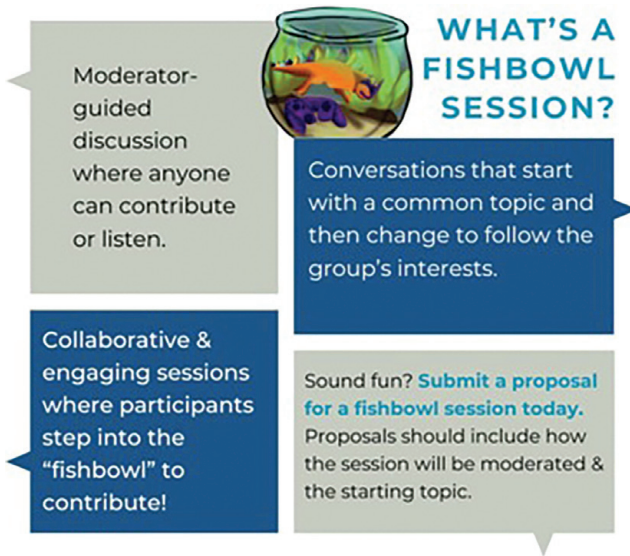 WHAT'S A
FISHBOWL
SESSION?
Moderator-
guided
discussion
where anyone
can contribute
or listen.
Conversations that start
with a common topic and
then change to follow the
group's interests.
Collaborative &
engaging sessions
where participants
step into the
“fishbowl” to
contribute!
Sound fun? Submit a proposal
for a fishbowl session today.
Proposals should include how
the session will be moderated &
the starting topic.